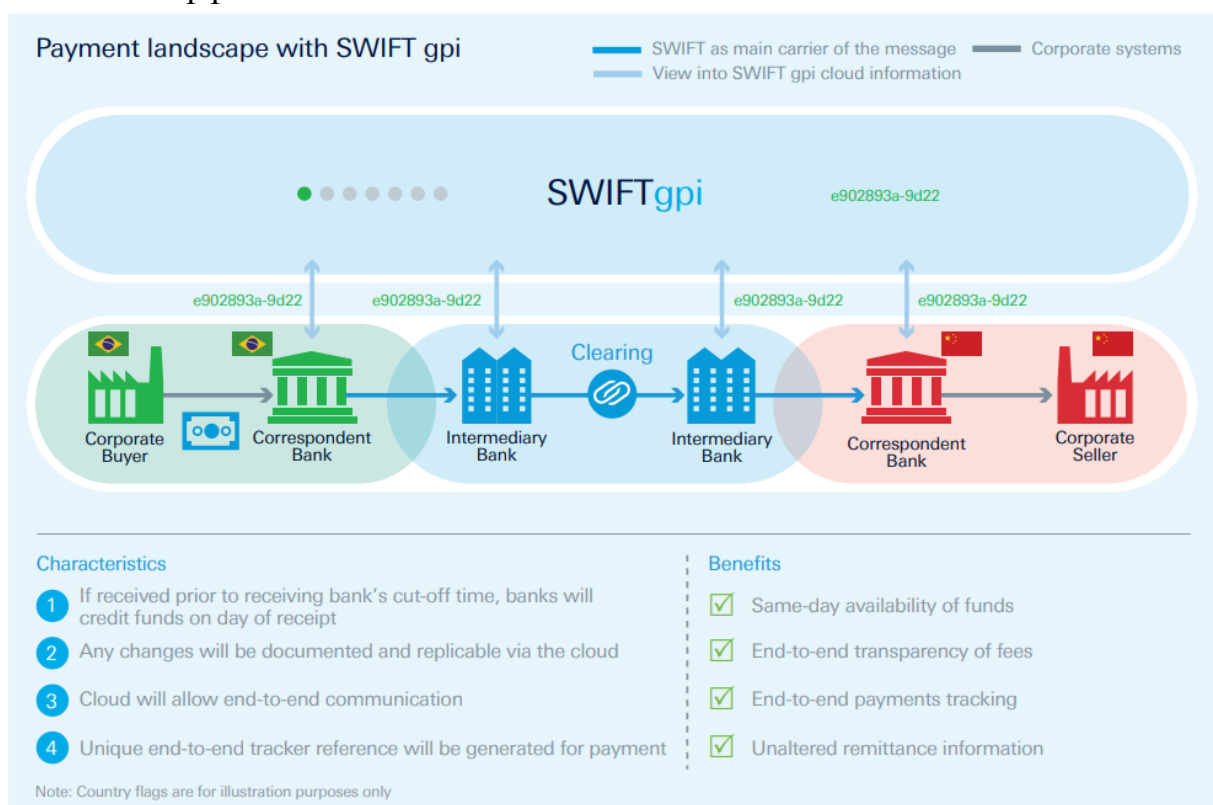 Payment landscape with SWIFT gpi
SWIFT as main carrier of the message
Corporate systems
View into SWIFT gpi cloud information
SWIFTgpi
e902893a-9d22
e902893a-9d22
e902893a-9d22
e902893a-9d22
e902893a-9d22
Clearing
Corporate
Buyer
Correspondent
Bank
Intermediary
Bank
Intermediary
Bank
Correspondent
Bank
Corporate
Seller
Characteristics
1 If received prior to receiving bank's cut-off time, banks will
credit funds on day of receipt
2 Any changes will be documented and replicable via the cloud
3 Cloud will allow end-to-end communication
4 Unique end-to-end tracker reference will be generated for payment
Benefits
Same-day availability of funds
End-to-end transparency of fees
End-to-end payments tracking
Unaltered remittance information
Note: Country flags are for illustration purposes only